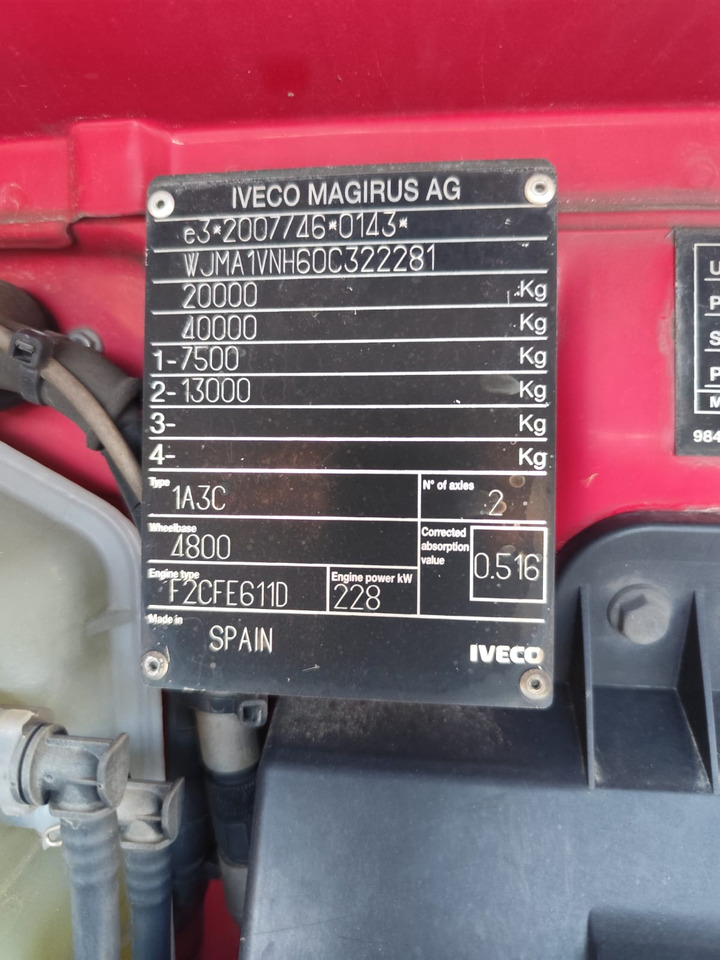 IVECO MAGIRUS AG
e3*2007/46*0143*
WJMA1VNH60C322281
20000 Kg
40000 Kg
1-7500 Kg
2-13000 Kg
3- Kg
4- Kg
Type 1A3C N° of axles 2
Wheelbase 4800 Corrected absorption value 0.516
Engine type F2CFE611D Engine power kW 228
Made in SPAIN
IVECO
U
P
S
P
M
984